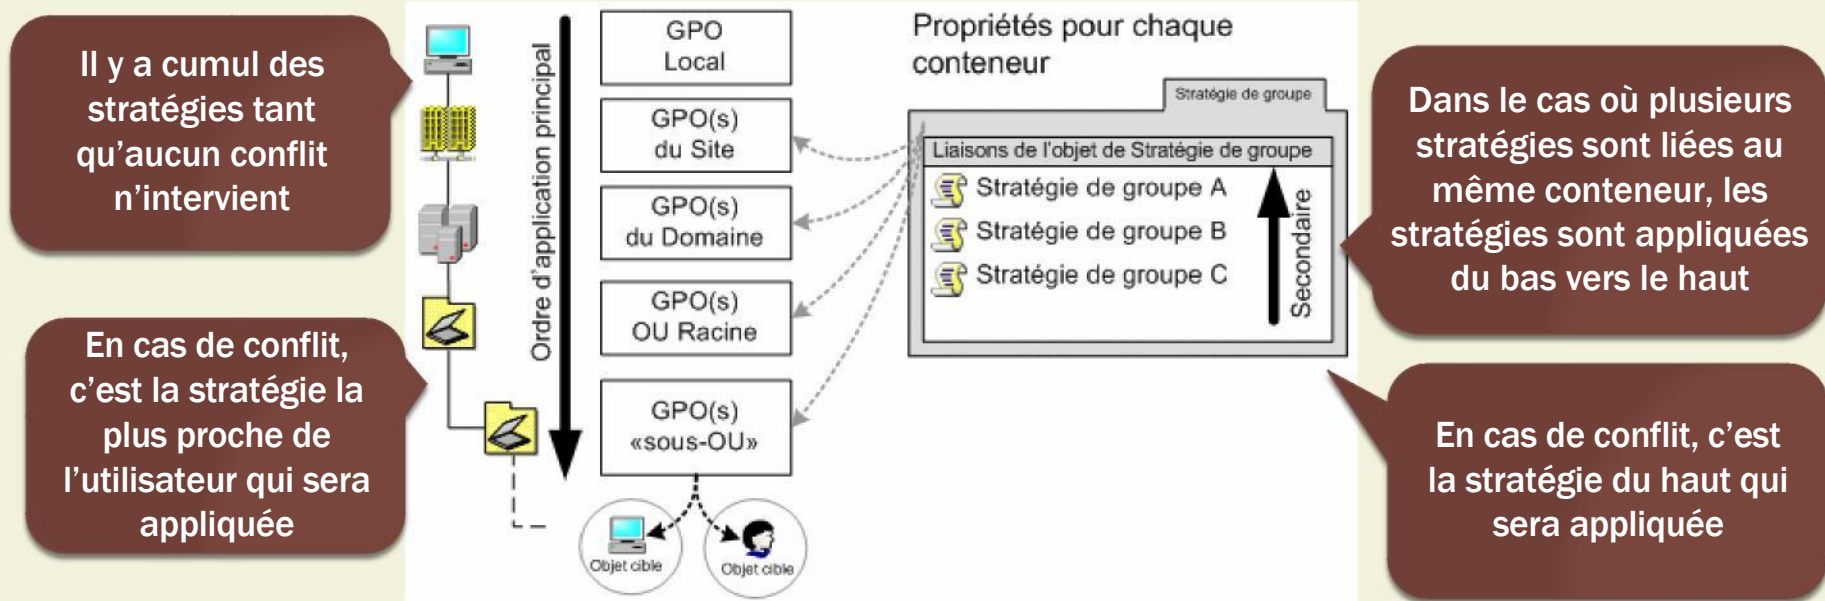 Il y a cumul des
stratégies tant
qu’aucun conflit
n’intervient
En cas de conflit,
c’est la stratégie la
plus proche de
l’utilisateur qui sera
appliquée
Ordre d'application principal
GPO
Local
GPO(s)
du Site
GPO(s)
du Domaine
GPO(s)
OU Racine
GPO(s)
«sous-OU»
Objet cible
Objet cible
Propriétés pour chaque
conteneur
Stratégie de groupe
Liaisons de l'objet de Stratégie de groupe
Stratégie de groupe A
Stratégie de groupe B
Stratégie de groupe C
Secondaire
Dans le cas où plusieurs
stratégies sont liées au
même conteneur, les
stratégies sont appliquées
du bas vers le haut
En cas de conflit, c’est
la stratégie du haut qui
sera appliquée